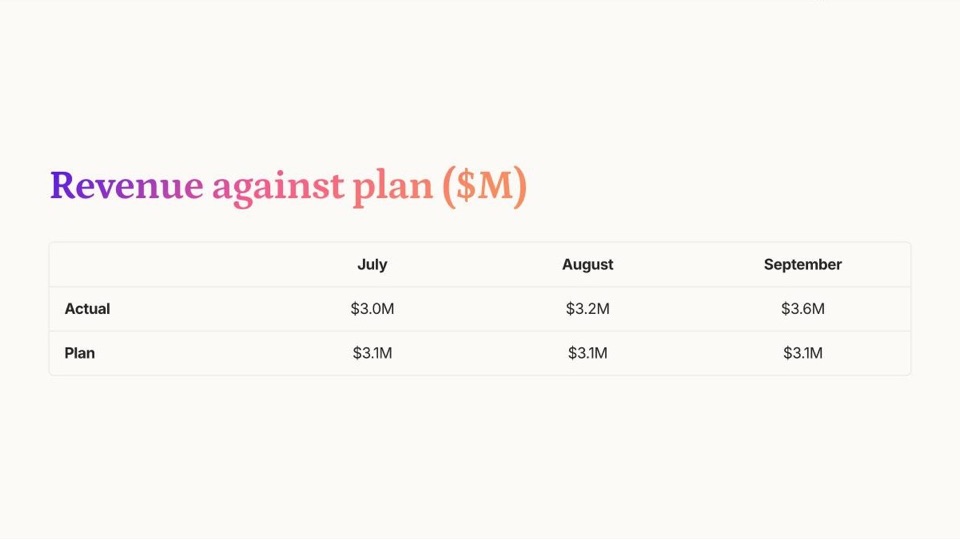 Revenue against plan ($M)
July August September
Actual $3.0M $3.2M $3.6M
Plan $3.1M $3.1M $3.1M